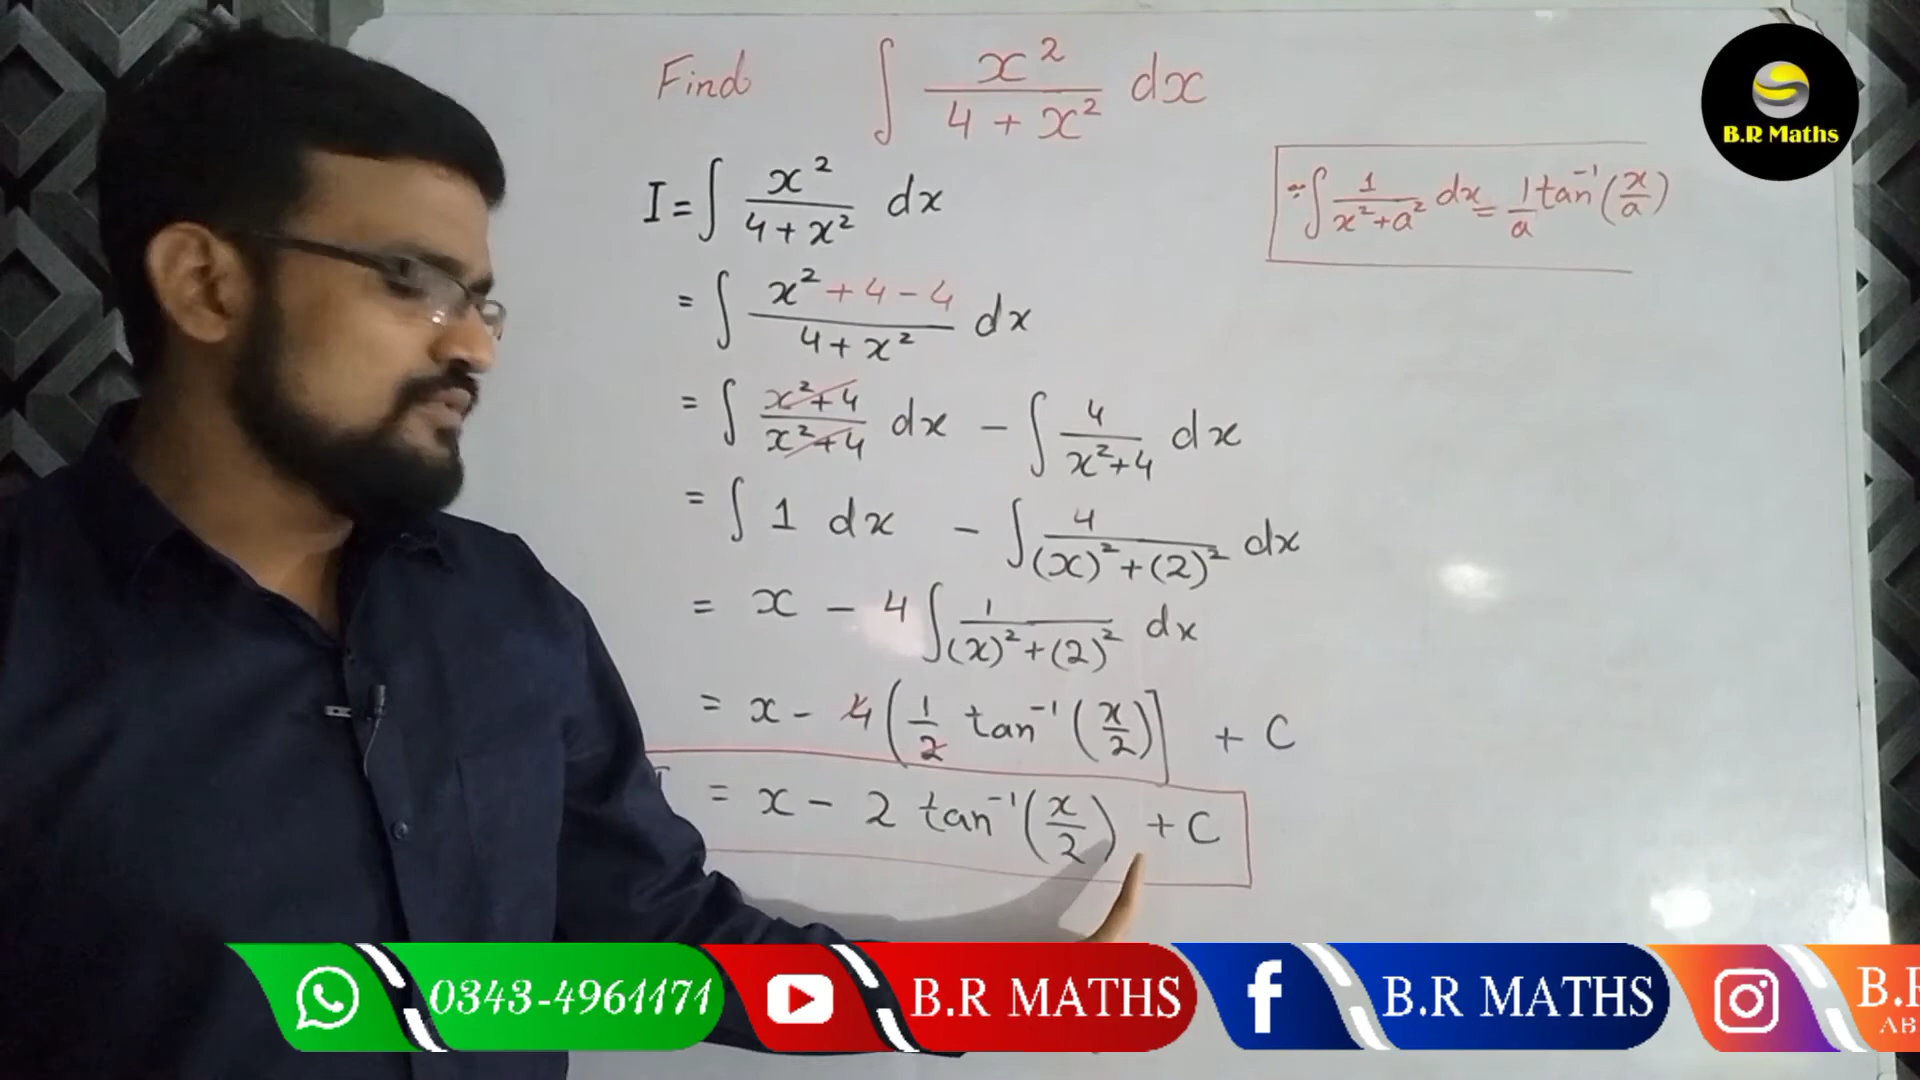 Find ∫ x²/(4 + x²) dx
B.R Maths
I = ∫ x²/(4 + x²) dx
∵ ∫ 1/(x² + a²) dx = 1/a tan⁻¹(x/a)
= ∫ (x² + 4 - 4)/(4 + x²) dx
= ∫ (x² + 4)/(x² + 4) dx - ∫ 4/(x² + 4) dx
= ∫ 1 dx - ∫ 4/((x)² + (2)²) dx
= x - 4 ∫ 1/((x)² + (2)²) dx
= x - 4 (1/2 tan⁻¹(x/2)] + C
= x - 2 tan⁻¹(x/2) + C
0343-4961171 B.R MATHS B.R MATHS